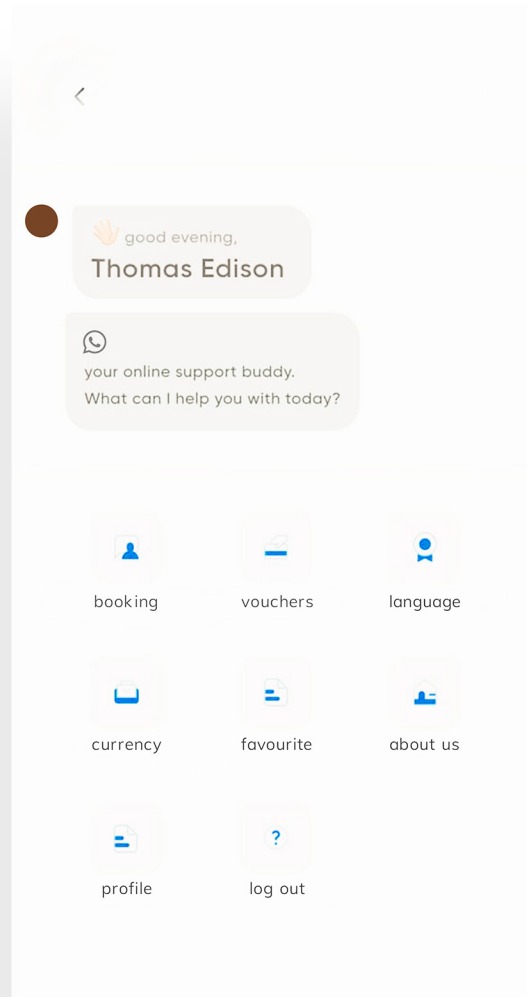 good evening,
Thomas Edison
your online support buddy.
What can I help you with today?
booking
vouchers
language
currency
favourite
about us
?
profile
log out